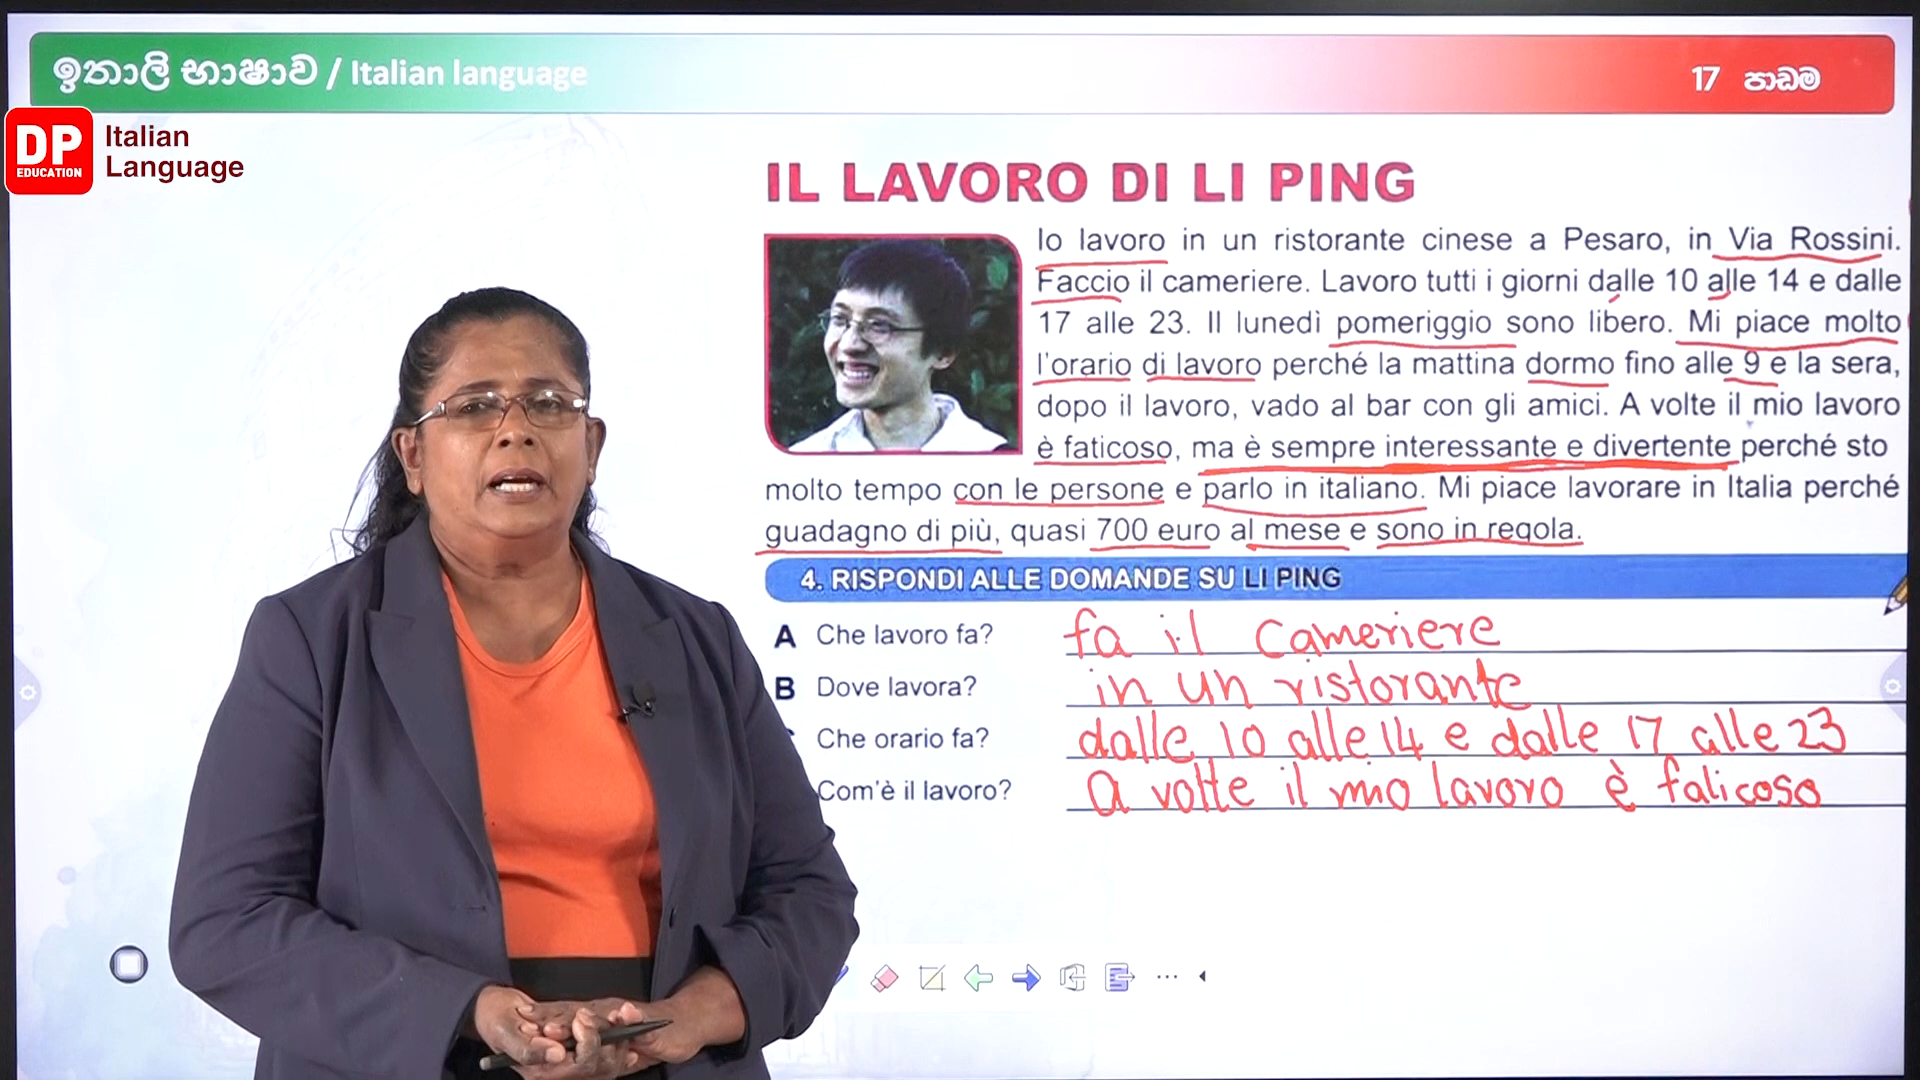 ඉතාලි භාෂාව / Italian language
17 පාඩම
DP
EDUCATION
Italian
Language
IL LAVORO DI LI PING
Io lavoro in un ristorante cinese a Pesaro, in Via Rossini.
Faccio il cameriere. Lavoro tutti i giorni dalle 10 alle 14 e dalle
17 alle 23. Il lunedì pomeriggio sono libero. Mi piace molto
l'orario di lavoro perché la mattina dormo fino alle 9 e la sera,
dopo il lavoro, vado al bar con gli amici. A volte il mio lavoro
è faticoso, ma è sempre interessante e divertente perché sto
molto tempo con le persone e parlo in italiano. Mi piace lavorare in Italia perché
guadagno di più, quasi 700 euro al mese e sono in regola.
4. RISPONDI ALLE DOMANDE SU LI PING
A Che lavoro fa? fa il cameriere
B Dove lavora? in un ristorante
Che orario fa? dalle 10 alle 14 e dalle 17 alle 23
Com'è il lavoro? A volte il mio lavoro è faticoso